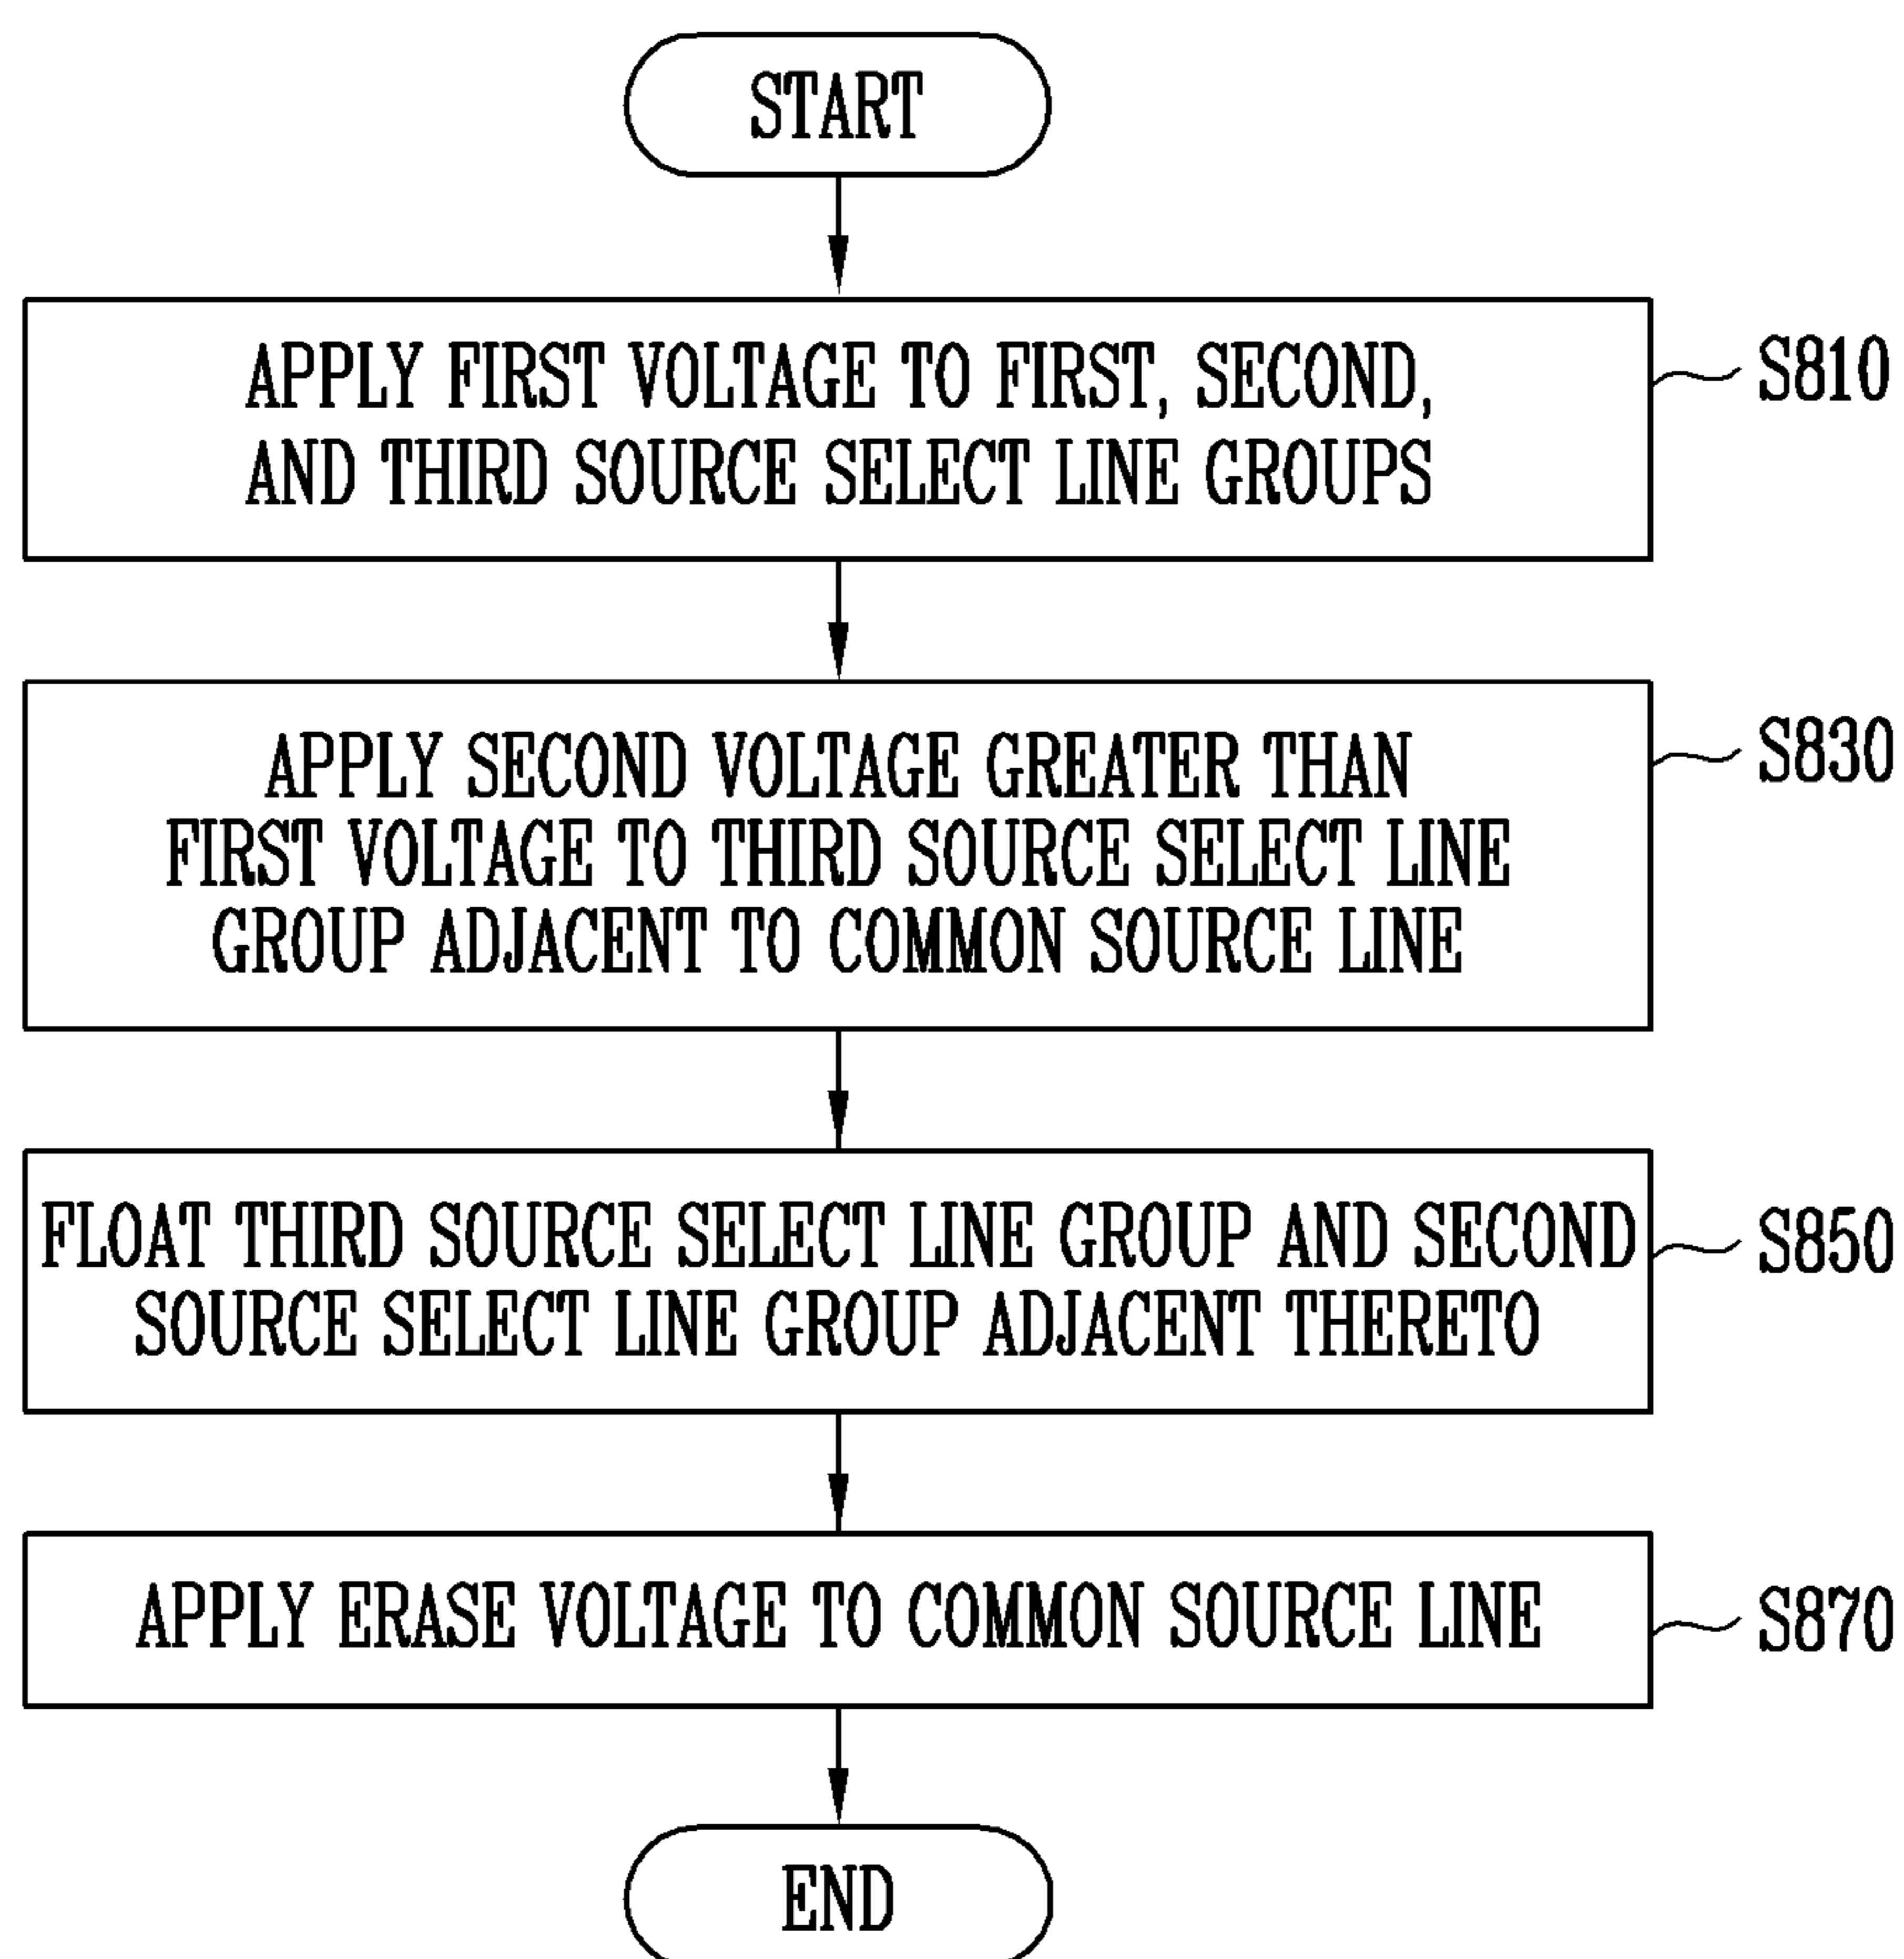 START
APPLY FIRST VOLTAGE TO FIRST, SECOND,
AND THIRD SOURCE SELECT LINE GROUPS
S810
APPLY SECOND VOLTAGE GREATER THAN
FIRST VOLTAGE TO THIRD SOURCE SELECT LINE
GROUP ADJACENT TO COMMON SOURCE LINE
S830
FLOAT THIRD SOURCE SELECT LINE GROUP AND SECOND
SOURCE SELECT LINE GROUP ADJACENT THERETO
S850
APPLY ERASE VOLTAGE TO COMMON SOURCE LINE
S870
END